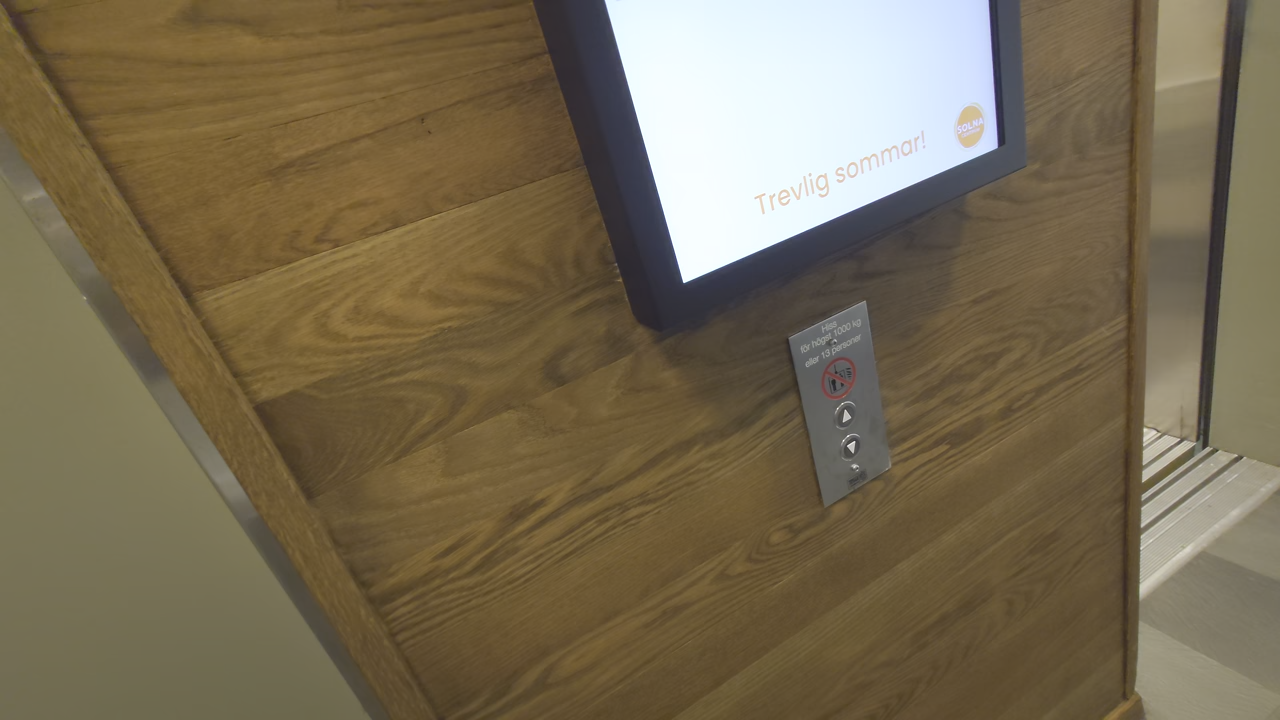 Trevlig sommar!
SOLNA
Hiss
för högst 1000 kg
eller 13 personer